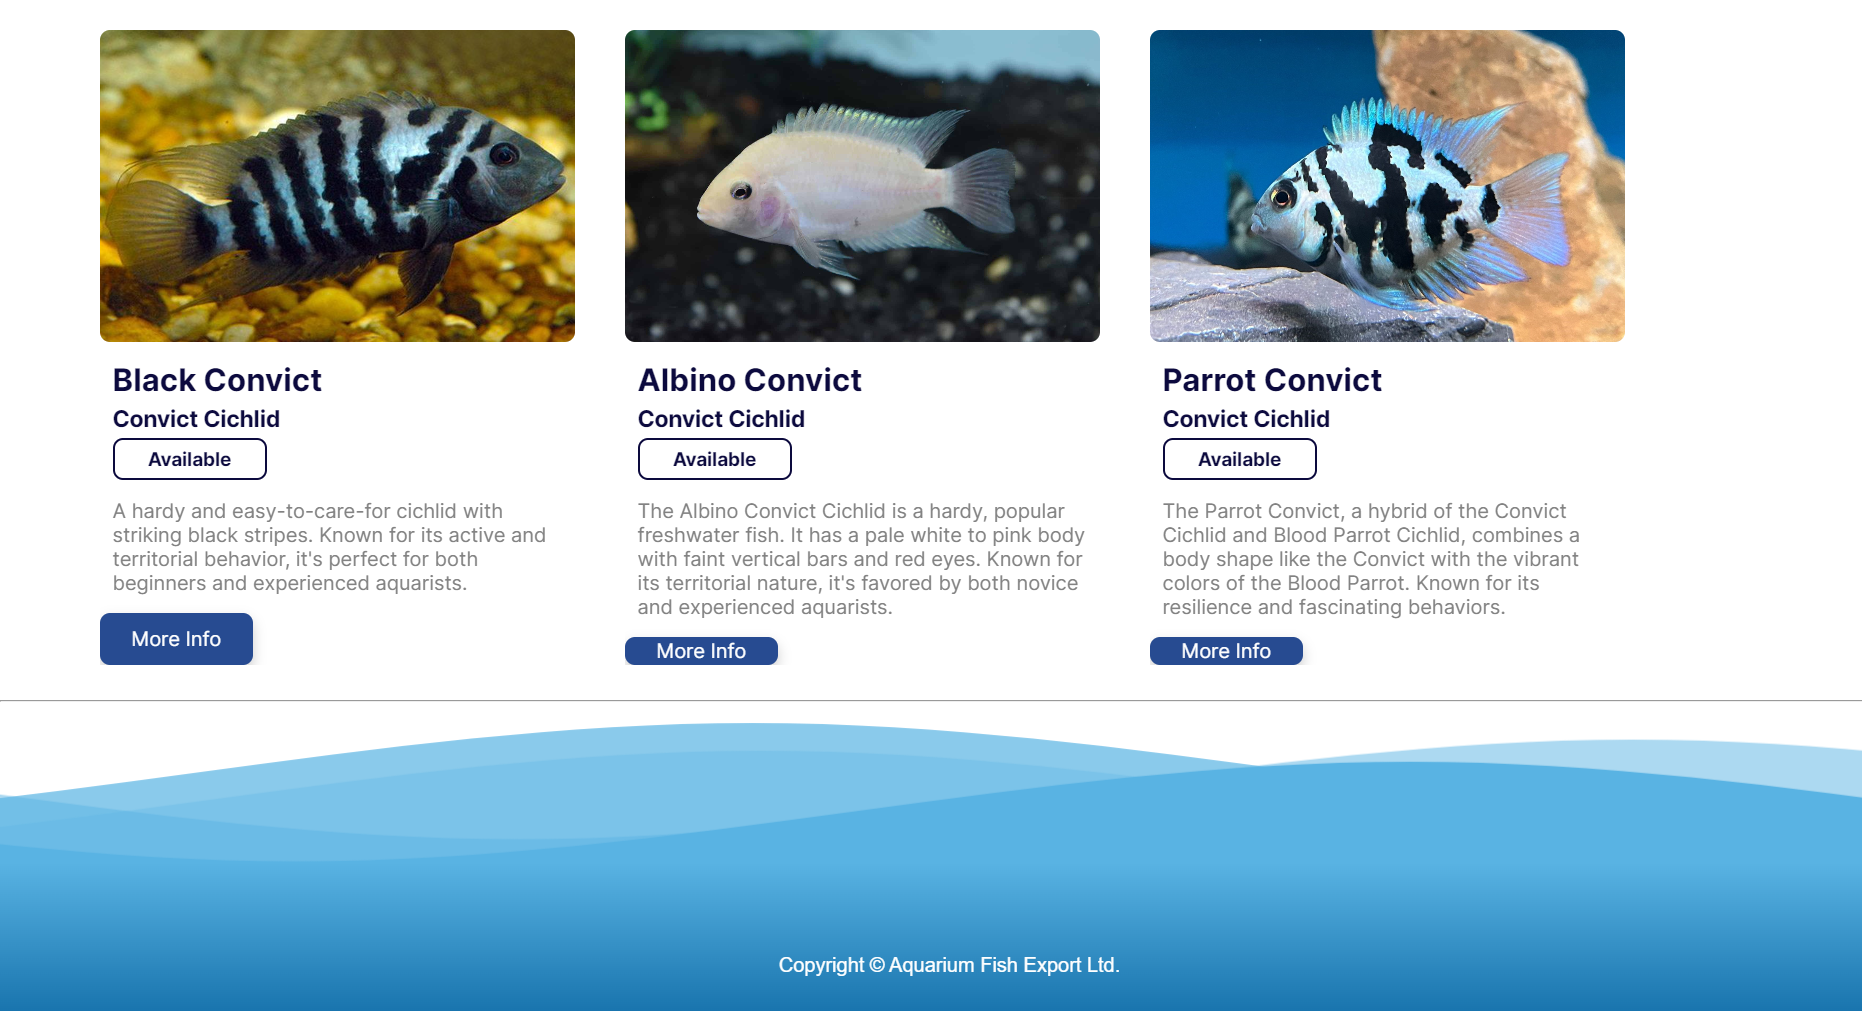 Black Convict
Convict Cichlid
Available
A hardy and easy-to-care-for cichlid with
striking black stripes. Known for its active and
territorial behavior, it's perfect for both
beginners and experienced aquarists.
More Info
Albino Convict
Convict Cichlid
Available
The Albino Convict Cichlid is a hardy, popular
freshwater fish. It has a pale white to pink body
with faint vertical bars and red eyes. Known for
its territorial nature, it's favored by both novice
and experienced aquarists.
More Info
Parrot Convict
Convict Cichlid
Available
The Parrot Convict, a hybrid of the Convict
Cichlid and Blood Parrot Cichlid, combines a
body shape like the Convict with the vibrant
colors of the Blood Parrot. Known for its
resilience and fascinating behaviors.
More Info
Copyright © Aquarium Fish Export Ltd.